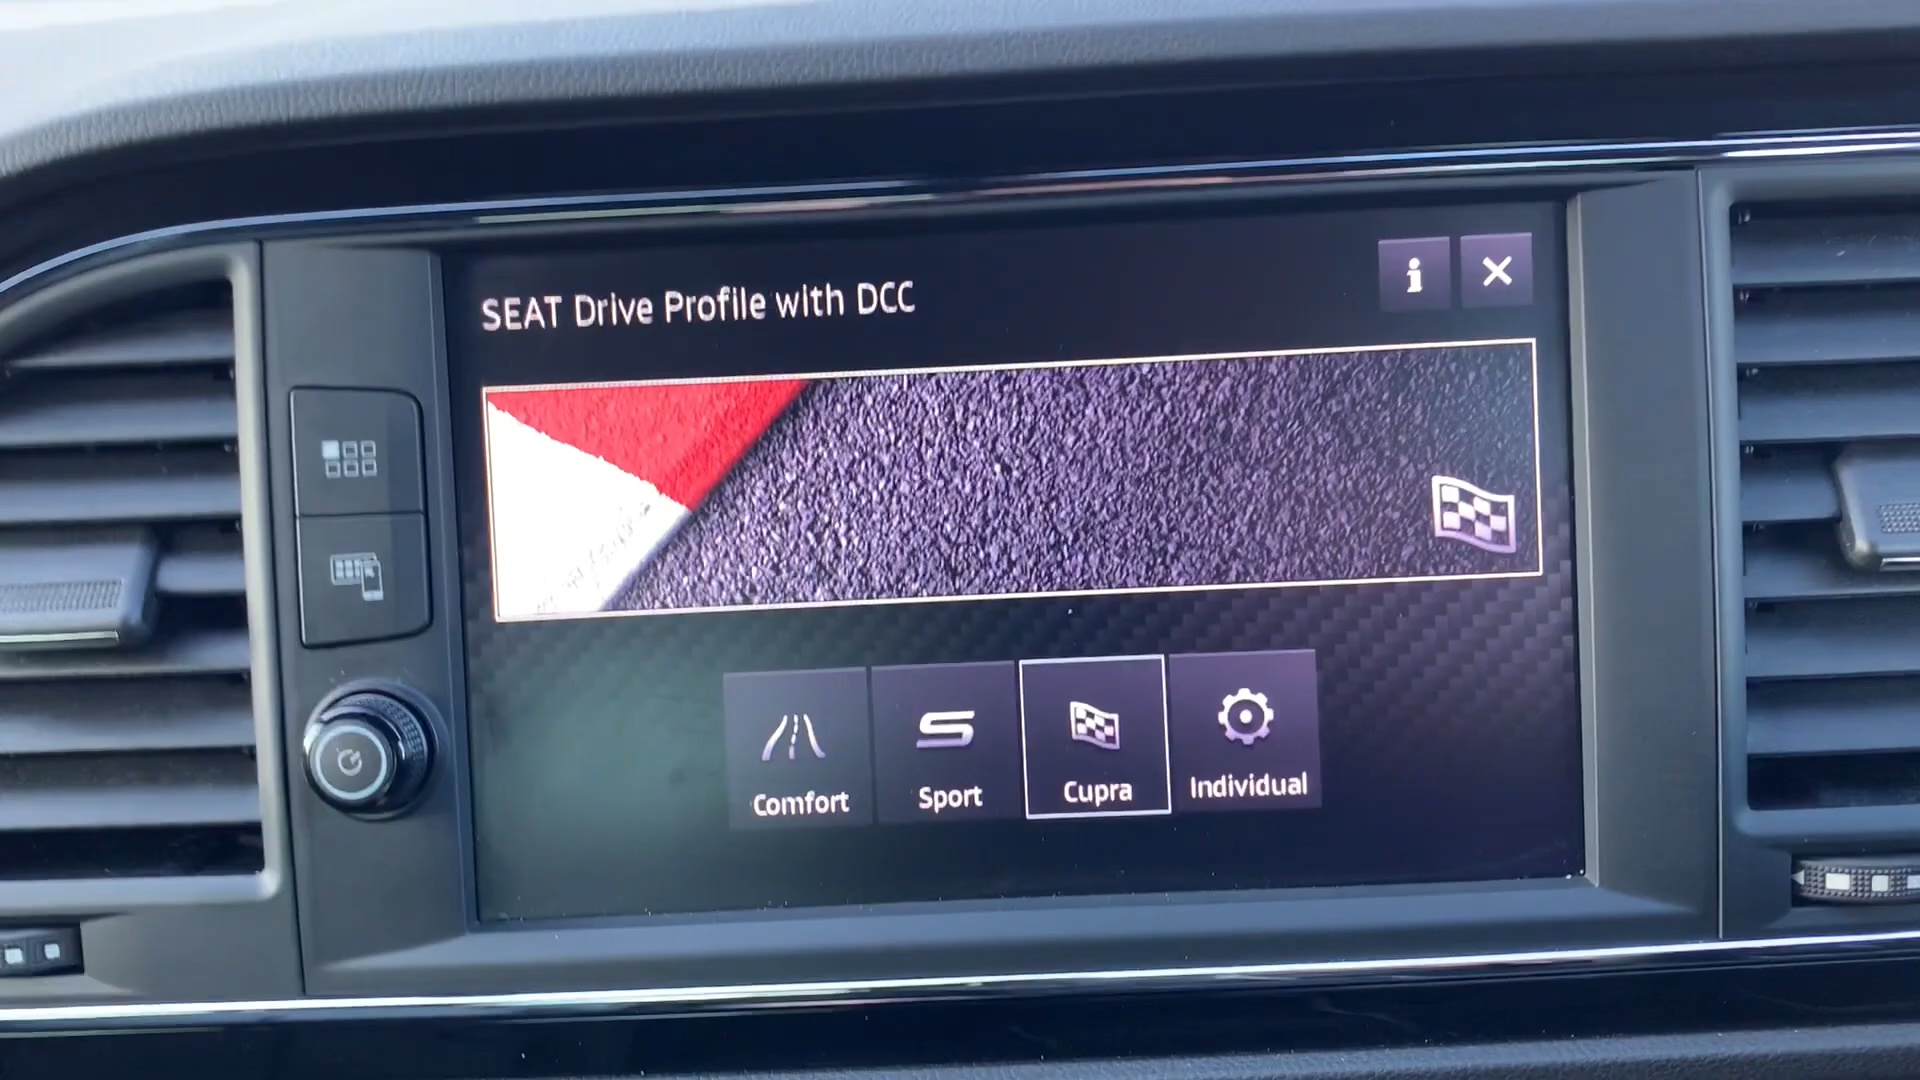 SEAT Drive Profile with DCC
Comfort
Sport
Cupra
Individual